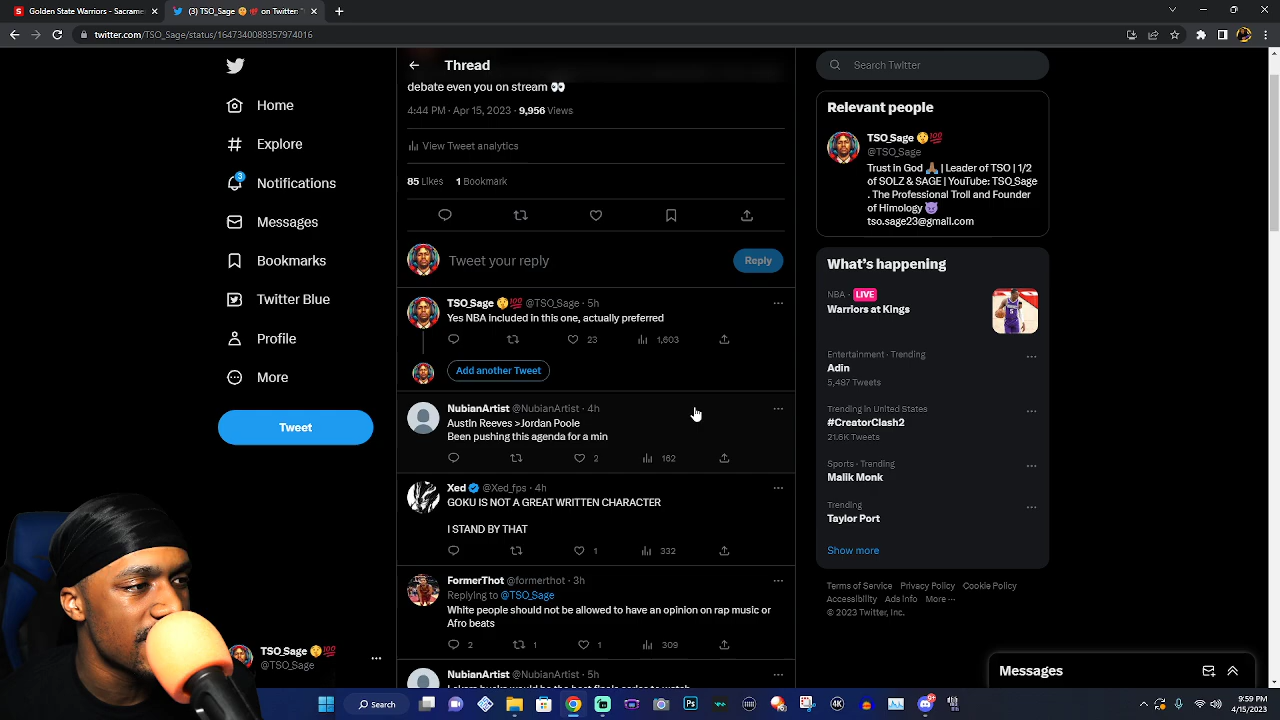 Golden State Warriors - Sacrame
(3) TSO_Sage on Twitter
twitter.com/TSO_Sage/status/1647340088357974016
Home
Explore
3
Notifications
Messages
Bookmarks
Twitter Blue
Profile
More
Tweet
TSO_Sage 💯
@TSO_Sage
Thread
debate even you on stream 👀
4:44 PM · Apr 15, 2023 · 9,956 Views
View Tweet analytics
85 Likes 1 Bookmark
Tweet your reply
Reply
TSO_Sage 💯 @TSO_Sage · 5h
Yes NBA included in this one, actually preferred
23 1,603
Add another Tweet
NubianArtist @NubianArtist · 4h
Austin Reeves >Jordan Poole
Been pushing this agenda for a min
2 162
Xed @Xed_fps · 4h
GOKU IS NOT A GREAT WRITTEN CHARACTER
I STAND BY THAT
1 332
FormerThot @formerthot · 3h
Replying to @TSO_Sage
White people should not be allowed to have an opinion on rap music or
Afro beats
2 1 1 309
NubianArtist @NubianArtist · 5h
Search Twitter
Relevant people
TSO_Sage 💯
@TSO_Sage
Trust in God 🙏🏾 | Leader of TSO | 1/2
of SOLZ & SAGE | YouTube: TSO_Sage
. The Professional Troll and Founder
of Himology 😈
tso.sage23@gmail.com
What's happening
NBA · LIVE
Warriors at Kings
Entertainment · Trending
Adin
5,487 Tweets
Trending in United States
#CreatorClash2
21.6K Tweets
Sports · Trending
Malik Monk
Trending
Taylor Port
Show more
Terms of Service Privacy Policy Cookie Policy
Accessibility Ads info More ···
© 2023 Twitter, Inc.
Messages
Search
Ps
4K
9:59 PM
4/15/2023